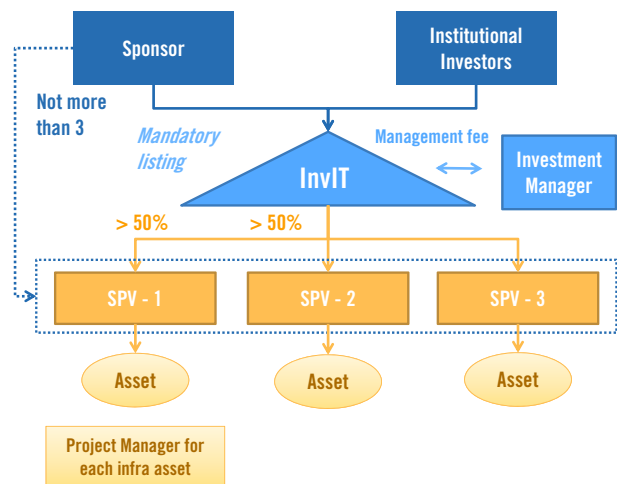 Sponsor
Institutional
Investors
Not more
than 3
Mandatory
listing
Management fee
InvIT
Investment
Manager
> 50%
> 50%
SPV - 1
SPV - 2
SPV - 3
Asset
Asset
Asset
Project Manager for
each infra asset